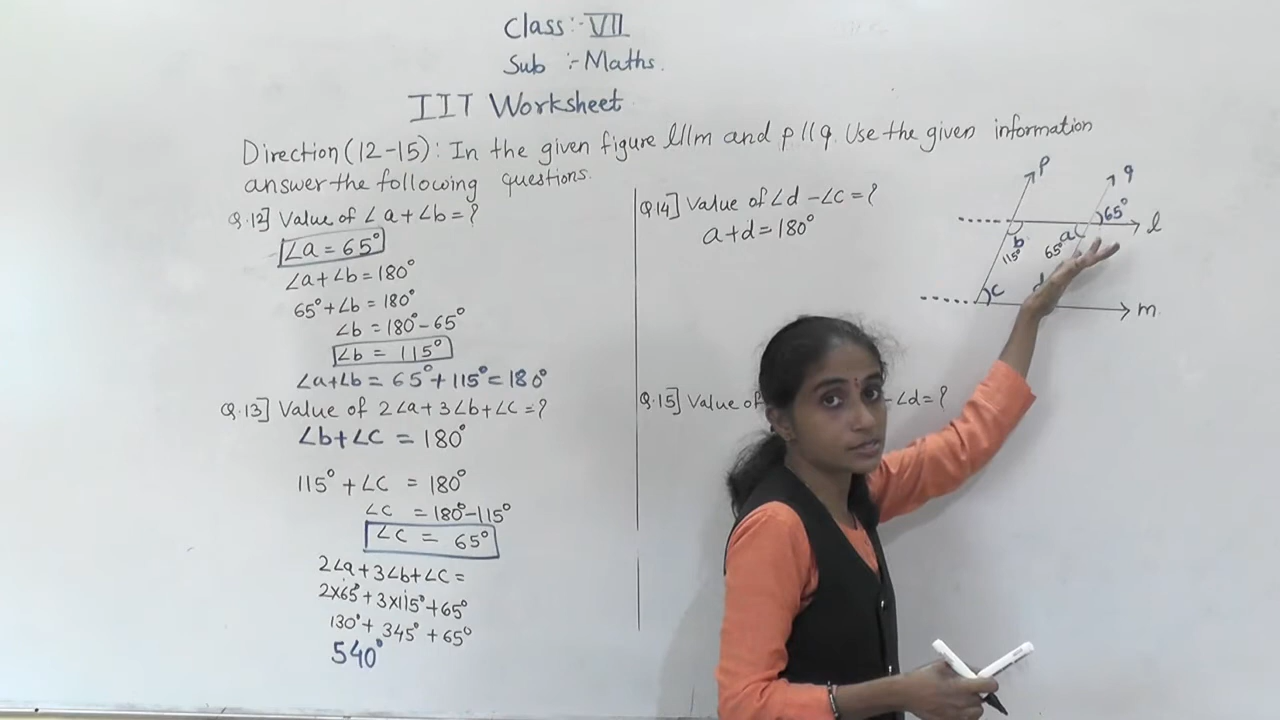 Class:- VII
Sub :- Maths.
IIT Worksheet
Direction (12-15): In the given figure l||m and p||q. Use the given information
answer the following questions.
Q.12] Value of ∠a+∠b=?
∠a = 65°
∠a+∠b = 180°
65°+∠b = 180°
∠b = 180°-65°
∠b = 115°
∠a+∠b = 65°+115°=180°
Q.13] Value of 2∠a+3∠b+∠c=?
∠b+∠c = 180°
115°+∠c = 180°
∠c = 180°-115°
∠c = 65°
2∠a+3∠b+∠c=
2×65°+3×115°+65°
130°+345°+65°
540°
Q.14] Value of ∠d-∠c=?
a+d=180°
Q.15] Value of -∠d=?
p
q
65°
l
b
a
115°
65°
c
d
m.